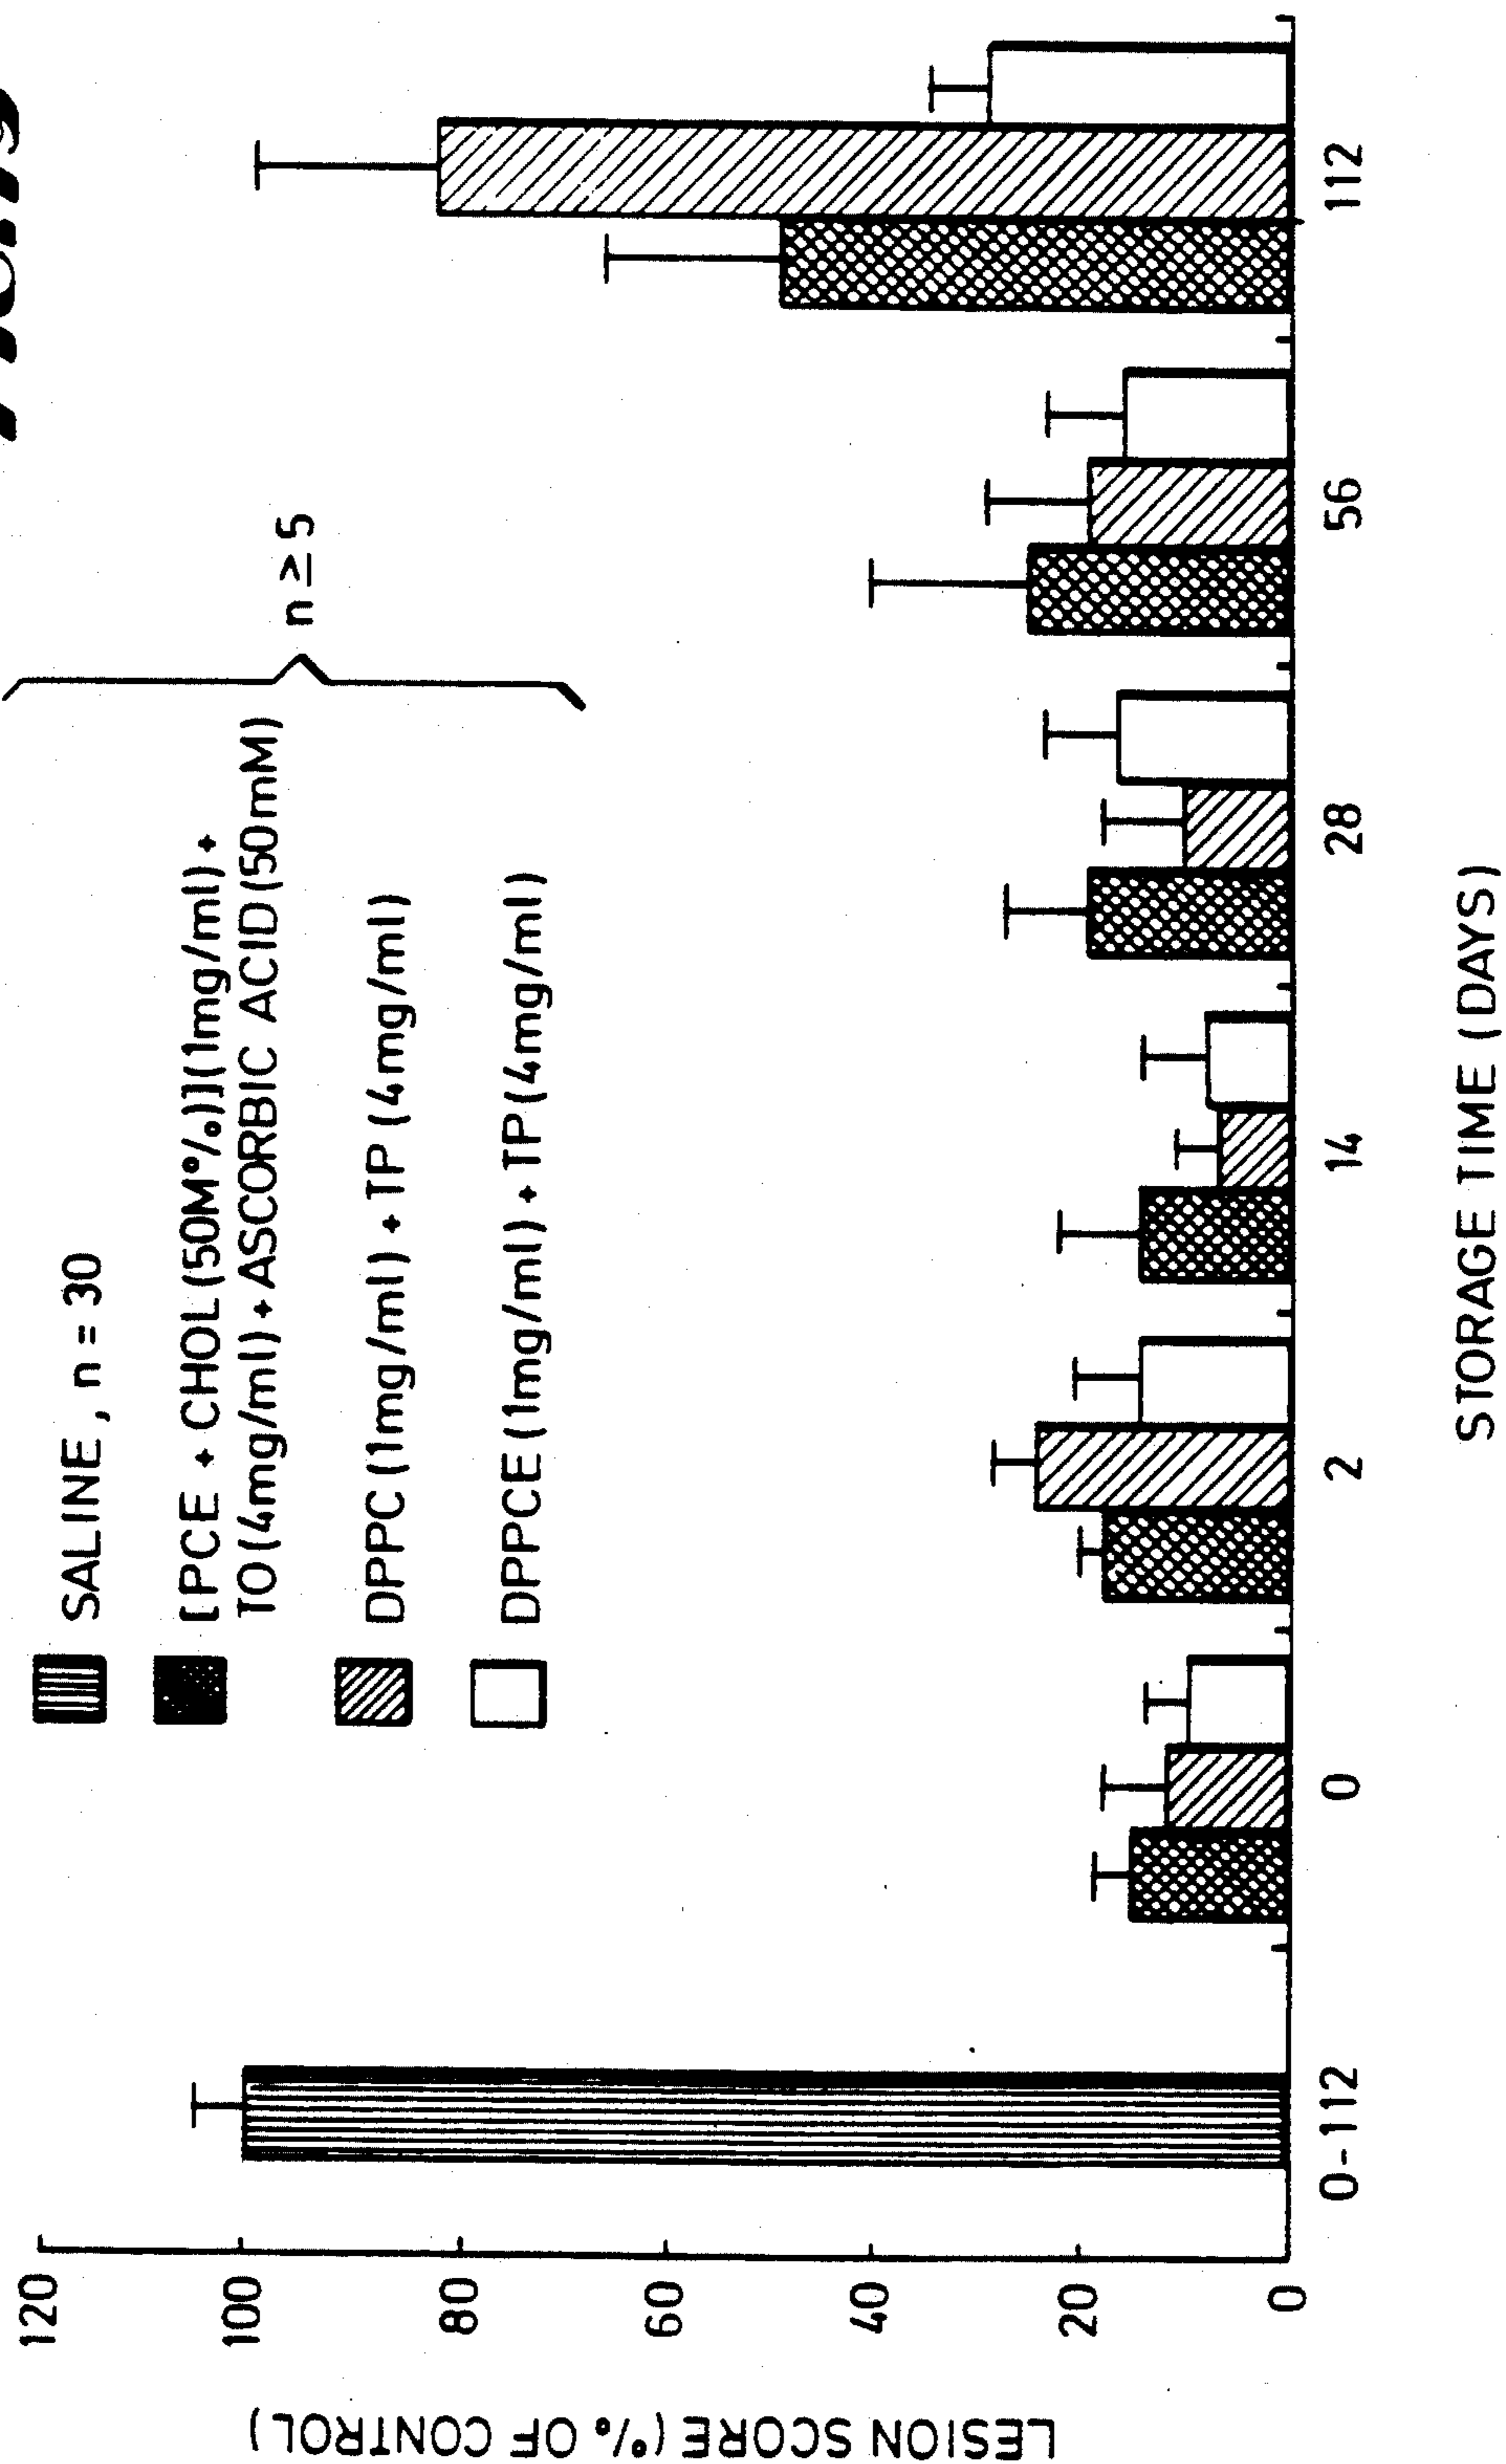 SALINE, n = 30
[PCE + CHOL(50M%)](1mg/ml)+
TO(4mg/ml)+ASCORBIC ACID(50mM)
DPPC(1mg/ml)+TP(4mg/ml)
DPPCE(1mg/ml)+TP(4mg/ml)
n≥5
LESION SCORE(% OF CONTROL)
120
100
80
60
40
20
0
0-112
0
2
14
28
56
112
STORAGE TIME (DAYS)